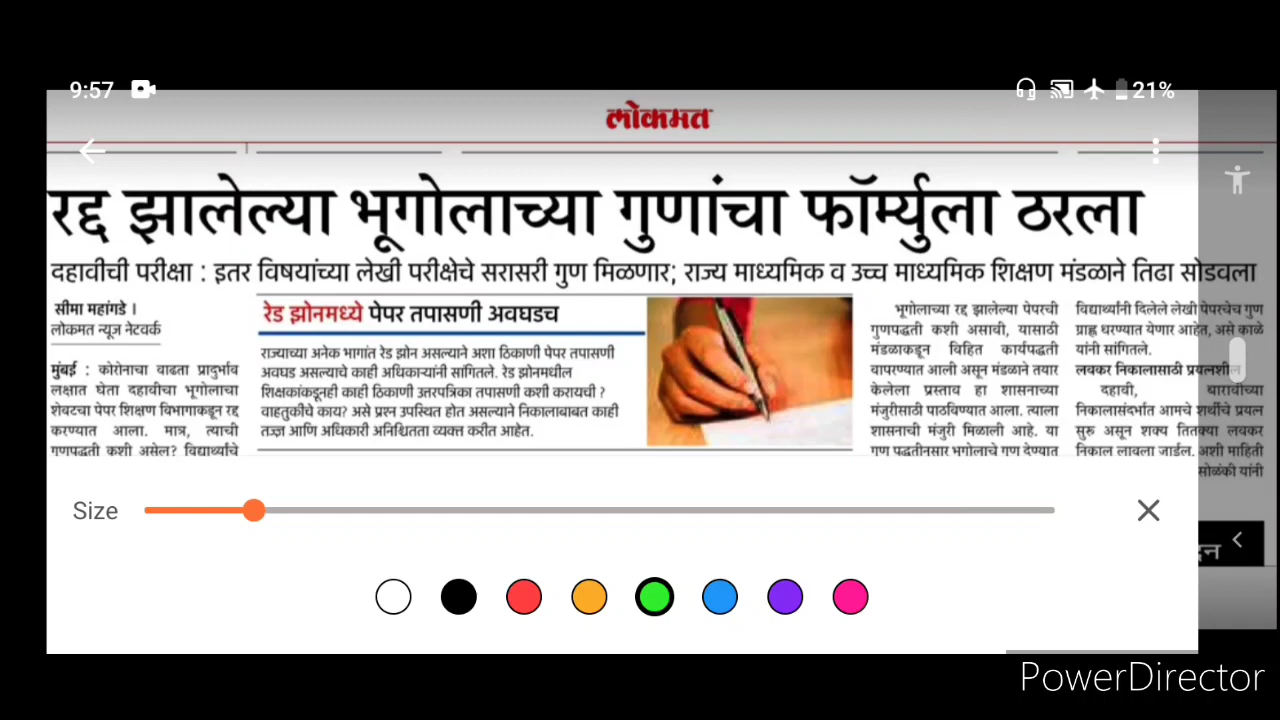 9:57
21%
लोकमत
रद्द झालेल्या भूगोलाच्या गुणांचा फॉर्म्युला ठरला
दहावीची परीक्षा : इतर विषयांच्या लेखी परीक्षेचे सरासरी गुण मिळणार; राज्य माध्यमिक व उच्च माध्यमिक शिक्षण मंडळाने तिढा सोडवला
सीमा महांगडे ।
लोकमत न्यूज नेटवर्क
मुंबई : कोरोनाचा वाढता प्रादुर्भाव
लक्षात घेता दहावीचा भूगोलाचा
शेवटचा पेपर शिक्षण विभागाकडून रद्द
करण्यात आला. मात्र, त्याची
गुणपद्धती कशी असेल? विद्यार्थ्यांचे
रेड झोनमध्ये पेपर तपासणी अवघडच
राज्याच्या अनेक भागांत रेड झोन असल्याने अशा ठिकाणी पेपर तपासणी
अवघड असल्याचे काही अधिकाऱ्यांनी सांगितले. रेड झोनमधील
शिक्षकांकडूनही काही ठिकाणी उत्तरपत्रिका तपासणी कशी करायची ?
वाहतुकीचे काय? असे प्रश्न उपस्थित होत असल्याने निकालाबाबत काही
तज्ज्ञ आणि अधिकारी अनिश्चितता व्यक्त करीत आहेत.
भूगोलाच्या रद्द झालेल्या पेपरची
गुणपद्धती कशी असावी, यासाठी
मंडळाकडून विहित कार्यपद्धती
वापरण्यात आली असून मंडळाने तयार
केलेला प्रस्ताव हा शासनाच्या
मंजुरीसाठी पाठविण्यात आला. त्याला
शासनाची मंजुरी मिळाली आहे. या
गुण पद्धतीनुसार भूगोलाचे गुण देण्यात
विद्यार्थ्यांनी दिलेले लेखी पेपरचेच गुण
ग्राह्य धरण्यात येणार आहेत, असे काळे
यांनी सांगितले.
लवकर निकालासाठी प्रयत्नशील
दहावी, बारावीच्या
निकालासंदर्भात आमचे शर्थीचे प्रयत्न
सुरू असून शक्य तितक्या लवकर
निकाल लावला जाईल, अशी माहिती
सोळंकी यांनी
Size
PowerDirector